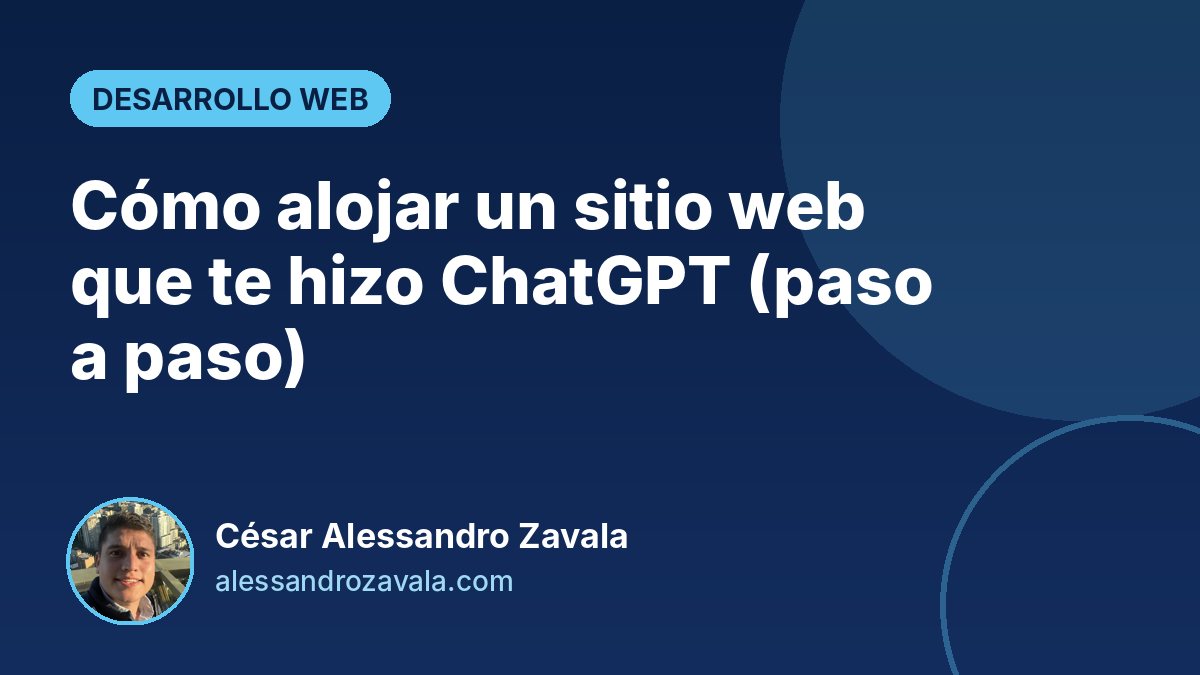 DESARROLLO WEB
Cómo alojar un sitio web
que te hizo ChatGPT (paso
a paso)
César Alessandro Zavala
alessandrozavala.com